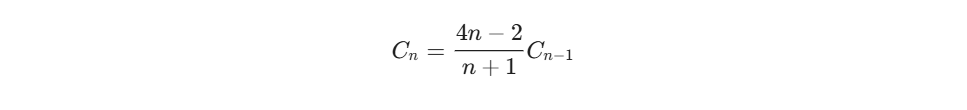 $C_n = \frac{4n-2}{n+1} C_{n-1}$